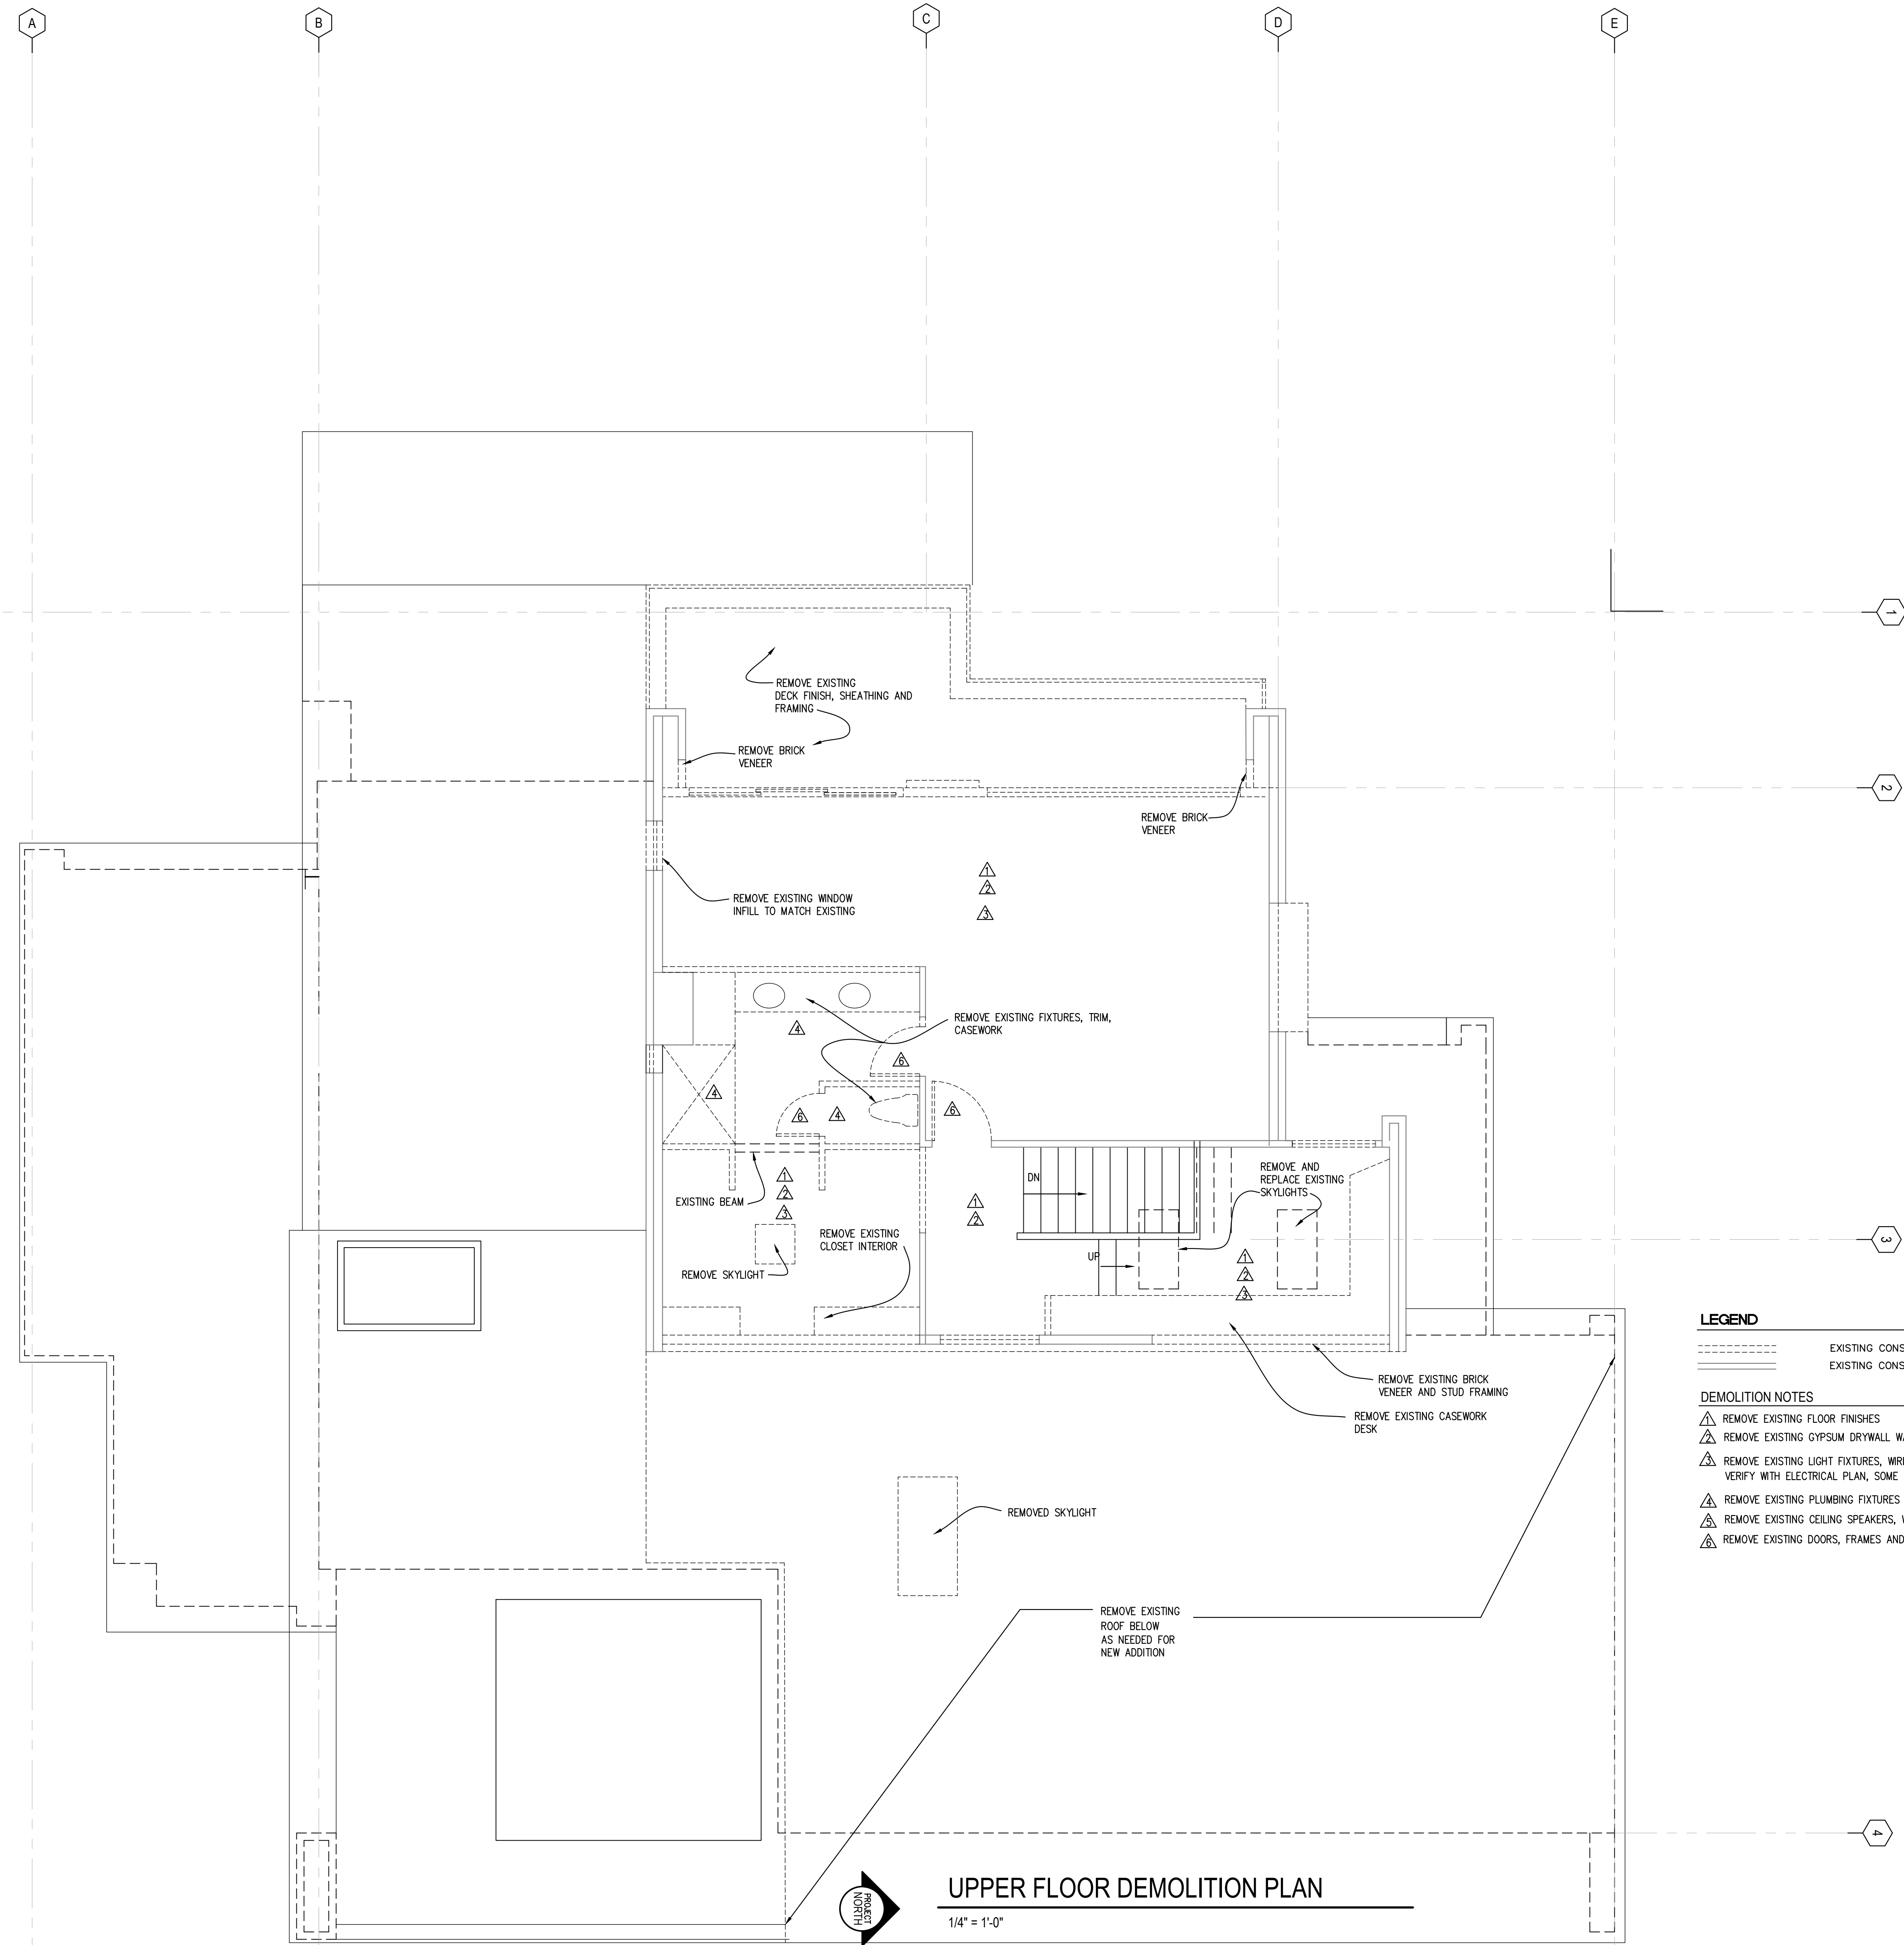 A
B
C
D
E
1
REMOVE EXISTING
DECK FINISH, SHEATHING AND
FRAMING
REMOVE BRICK
VENEER
2
REMOVE BRICK
VENEER
1
2
3
REMOVE EXISTING WINDOW
INFILL TO MATCH EXISTING
REMOVE EXISTING FIXTURES, TRIM,
CASEWORK
4
6
4
6
4
6
EXISTING BEAM
1
2
3
1
2
DN
REMOVE AND
REPLACE EXISTING
SKYLIGHTS
REMOVE EXISTING
CLOSET INTERIOR
REMOVE SKYLIGHT
UP
1
2
3
3
LEGEND
EXISTING CONS
EXISTING CONS
REMOVE EXISTING BRICK
VENEER AND STUD FRAMING
REMOVE EXISTING CASEWORK
DESK
DEMOLITION NOTES
1 REMOVE EXISTING FLOOR FINISHES
2 REMOVE EXISTING GYPSUM DRYWALL W
3 REMOVE EXISTING LIGHT FIXTURES, WIR
VERIFY WITH ELECTRICAL PLAN, SOME
4 REMOVE EXISTING PLUMBING FIXTURES
5 REMOVE EXISTING CEILING SPEAKERS,
6 REMOVE EXISTING DOORS, FRAMES AND
REMOVED SKYLIGHT
REMOVE EXISTING
ROOF BELOW
AS NEEDED FOR
NEW ADDITION
4
PROJECT
NORTH
UPPER FLOOR DEMOLITION PLAN
1/4" = 1'-0"